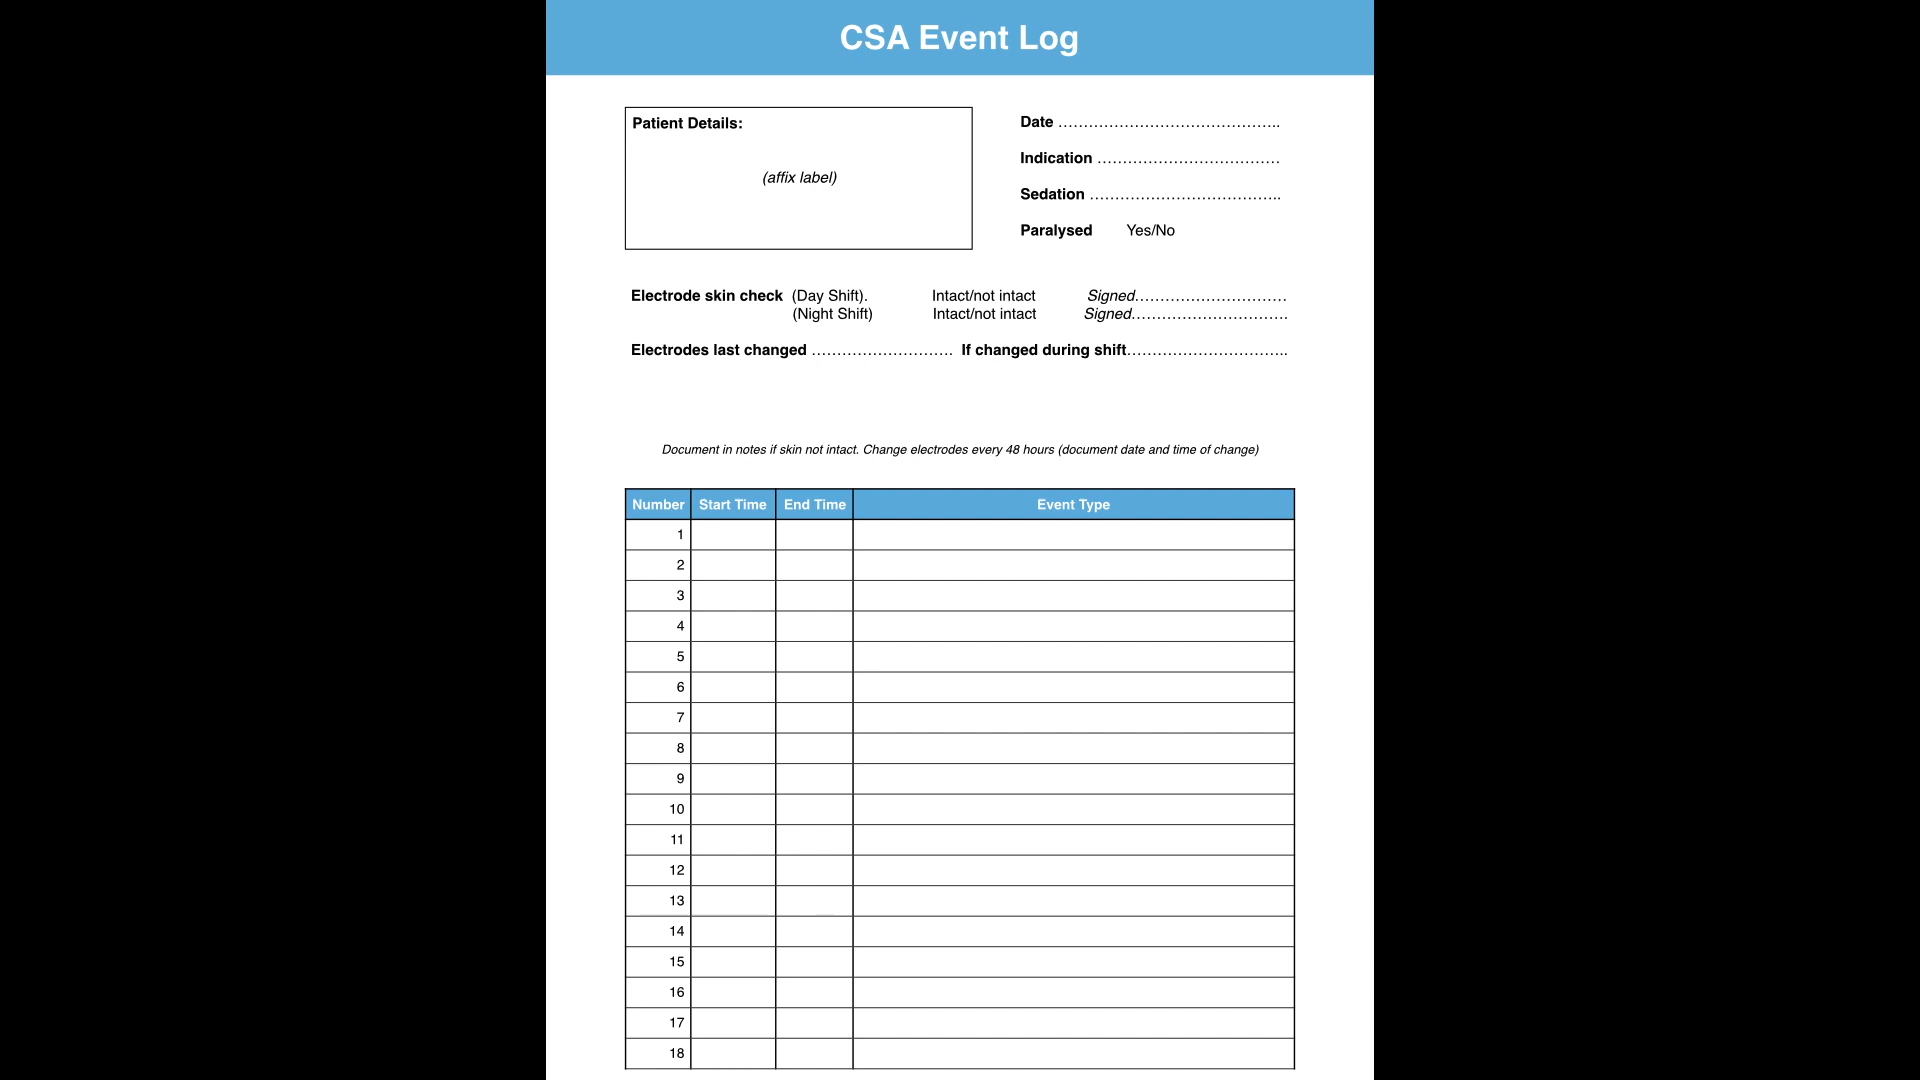 CSA Event Log
Patient Details:
(affix label)
Date ……………………………………..
Indication ………………………………
Sedation ………………………………..
Paralysed Yes/No
Electrode skin check (Day Shift). Intact/not intact Signed…………………………
(Night Shift) Intact/not intact Signed………………………….
Electrodes last changed ………………………. If changed during shift…………………………..
Document in notes if skin not intact. Change electrodes every 48 hours (document date and time of change)
Number Start Time End Time Event Type
1
2
3
4
5
6
7
8
9
10
11
12
13
14
15
16
17
18